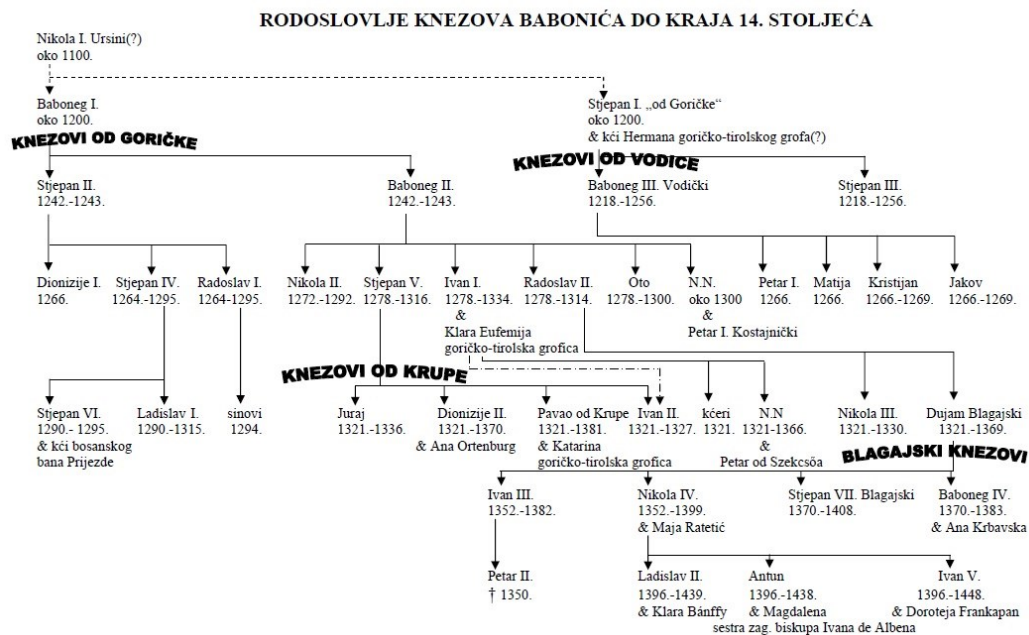 RODOSLOVLJE KNEZOVA BABONIĆA DO KRAJA 14. STOLJEĆA
Nikola I. Ursini(?)
oko 1100.
Baboneg I.
oko 1200.
Stjepan I. „od Goričke“
oko 1200.
& kći Hermana goričko-tirolskog grofa(?)
KNEZOVI OD GORIČKE
KNEZOVI OD VODICE
Stjepan II.
1242.-1243.
Baboneg II.
1242.-1243.
Baboneg III. Vodički
1218.-1256.
Stjepan III.
1218.-1256.
Dionizije I.
1266.
Stjepan IV.
1264.-1295.
Radoslav I.
1264-1295.
Nikola II.
1272.-1292.
Stjepan V.
1278.-1316.
Ivan I.
1278.-1334.
&
Klara Eufemija
goričko-tirolska grofica
Radoslav II.
1278.-1314.
Oto
1278.-1300.
N.N.
oko 1300
&
Petar I. Kostajnički
Petar I.
1266.
Matija
1266.
Kristijan
1266.-1269.
Jakov
1266.-1269.
KNEZOVI OD KRUPE
Stjepan VI.
1290.- 1295.
& kći bosanskog
bana Prijezde
Ladislav I.
1290.-1315.
sinovi
1294.
Juraj
1321.-1336.
Dionizije II.
1321.-1370.
& Ana Ortenburg
Pavao od Krupe
1321.-1381.
& Katarina
goričko-tirolska grofica
Ivan II.
1321.-1327.
kćeri
1321.
N.N
1321-1366.
&
Petar od Szekcsöa
Nikola III.
1321.-1330.
Dujam Blagajski
1321.-1369.
BLAGAJSKI KNEZOVI
Ivan III.
1352.-1382.
Nikola IV.
1352.-1399.
& Maja Ratetić
Stjepan VII. Blagajski
1370.-1408.
Baboneg IV.
1370.-1383.
& Ana Krbavska
Petar II.
† 1350.
Ladislav II.
1396.-1439.
& Klara Bánffy
Antun
1396.-1438.
& Magdalena
sestra zag. biskupa Ivana de Albena
Ivan V.
1396.-1448.
& Doroteja Frankapan